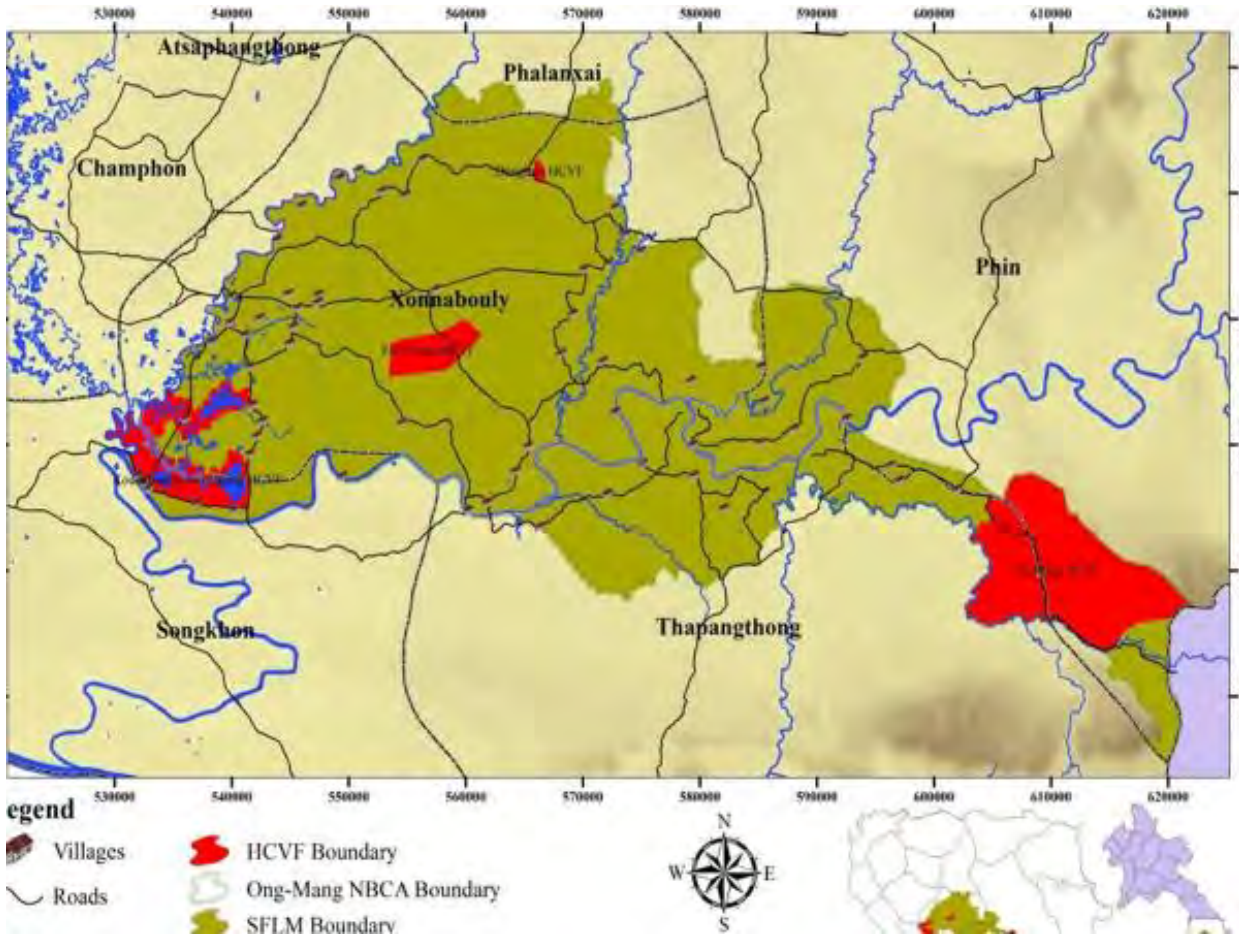 530000 540000 550000 560000 570000 580000 590000 600000 610000 620000
Atsaphangthong
Phalanxai
Champhon
HCVF
Phin
Xonnabouly
HCVF
Songkhon
Thapangthong
530000 540000 550000 560000 570000 580000 590000 600000 610000 620000
egend
Villages
HCVF Boundary
Roads
Ong-Mang NBCA Boundary
SFLM Boundary
N
W E
S